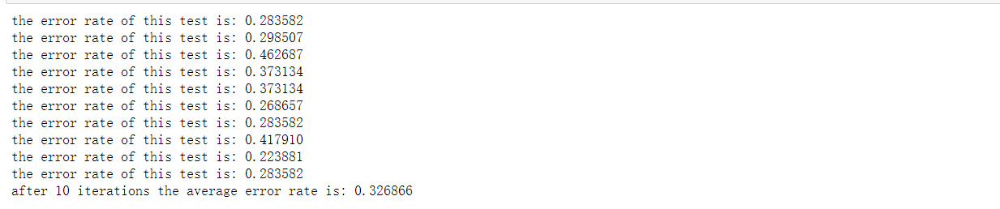 the error rate of this test is: 0.283582
the error rate of this test is: 0.298507
the error rate of this test is: 0.462687
the error rate of this test is: 0.373134
the error rate of this test is: 0.373134
the error rate of this test is: 0.268657
the error rate of this test is: 0.283582
the error rate of this test is: 0.417910
the error rate of this test is: 0.223881
the error rate of this test is: 0.283582
after 10 iterations the average error rate is: 0.326866